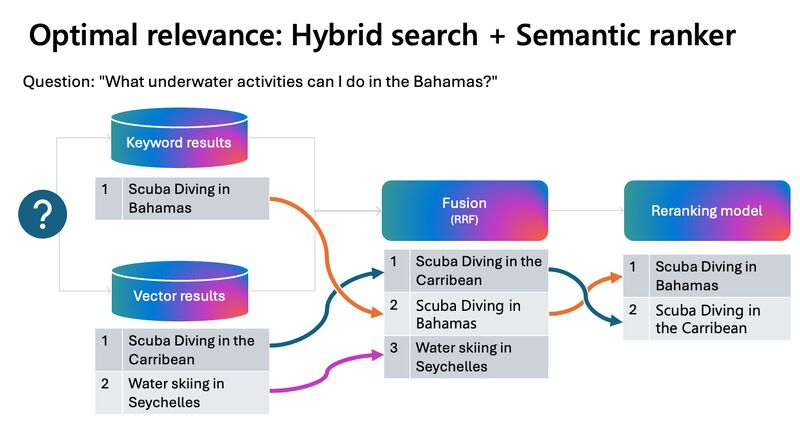 Optimal relevance: Hybrid search + Semantic ranker
Question: "What underwater activities can I do in the Bahamas?"
?
Keyword results
1 Scuba Diving in
Bahamas
Vector results
1 Scuba Diving in the
Carribean
2 Water skiing in
Seychelles
Fusion
(RRF)
1 Scuba Diving in the
Carribean
2 Scuba Diving in
Bahamas
3 Water skiing in
Seychelles
Reranking model
1 Scuba Diving in
Bahamas
2 Scuba Diving in
the Carribean